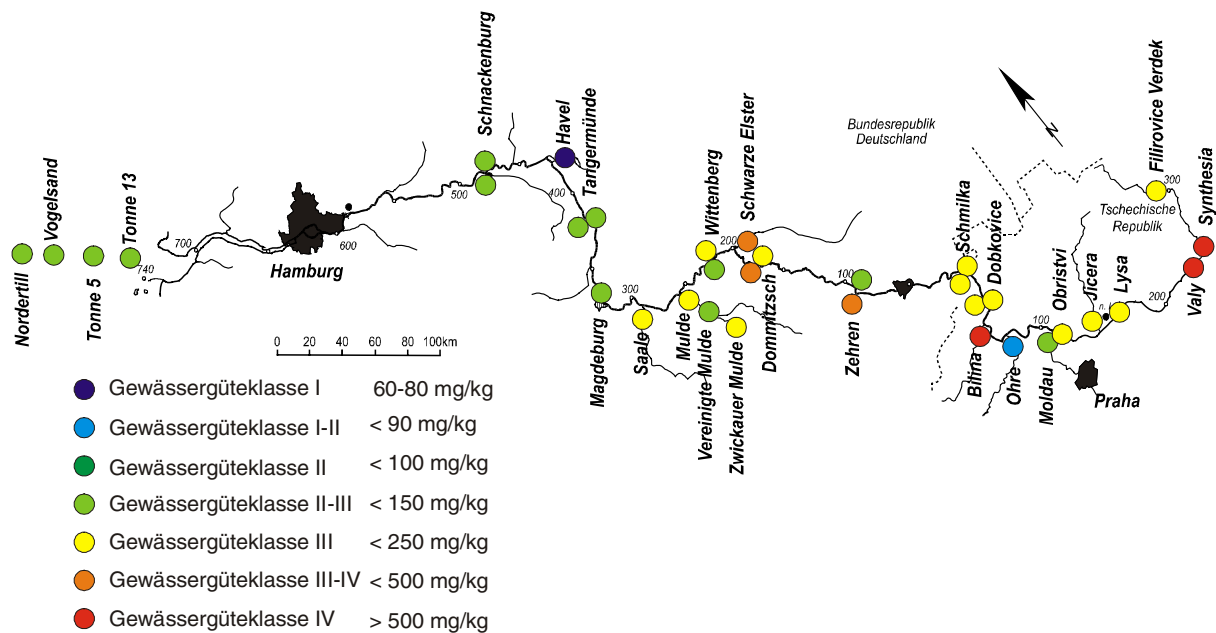 Nordertill
Vogelsand
Tonne 5
Tonne 13
740
700
Hamburg
600
500
Schnackenburg
400
Havel
Tangermünde
Magdeburg
300
Saale
Mulde
Wittenberg
Vereinigte Mulde
Zwickauer Mulde
200
Schwarze Elster
Dommitzsch
100
Zehren
Bundesrepublik
Deutschland
N
Schmilka
Dobkovice
Bilina
Ohre
Moldau
Obristvi
100
Praha
Jicera
Lysa
200
Tschechische
Republik
Filirovice Verdek
300
Valy
Synthesia
0 20 40 60 80 100km
Gewässergüteklasse I 60-80 mg/kg
Gewässergüteklasse I-II < 90 mg/kg
Gewässergüteklasse II < 100 mg/kg
Gewässergüteklasse II-III < 150 mg/kg
Gewässergüteklasse III < 250 mg/kg
Gewässergüteklasse III-IV < 500 mg/kg
Gewässergüteklasse IV > 500 mg/kg